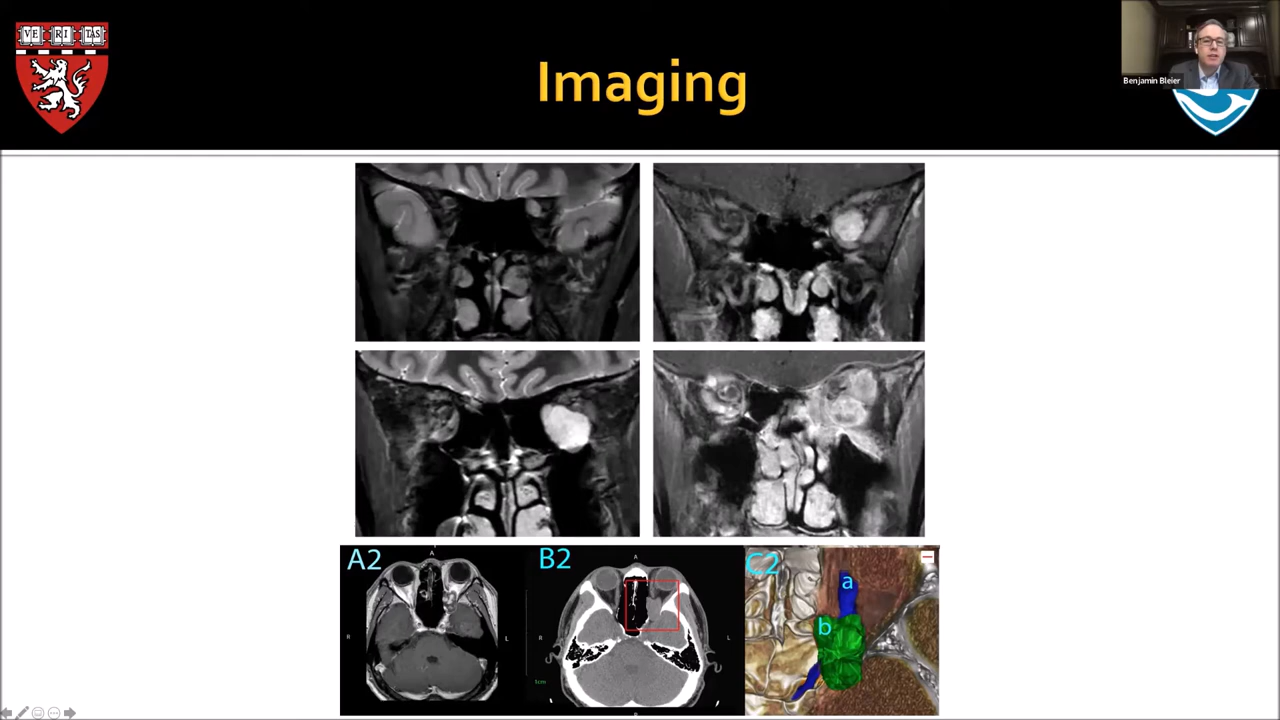 VE RI TAS
Imaging
Benjamin Bleier
A2
A
R
L
B2
A
R
L
C2
a
b